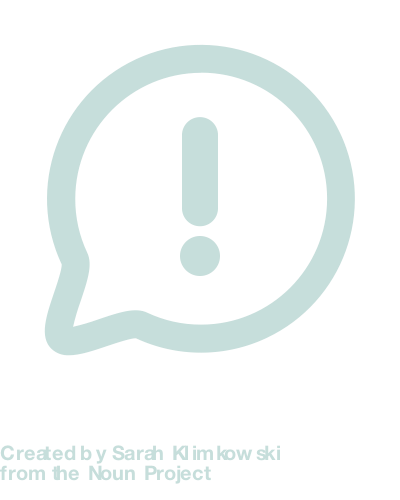 !
Created by Sarah Klimkowski
from the Noun Project